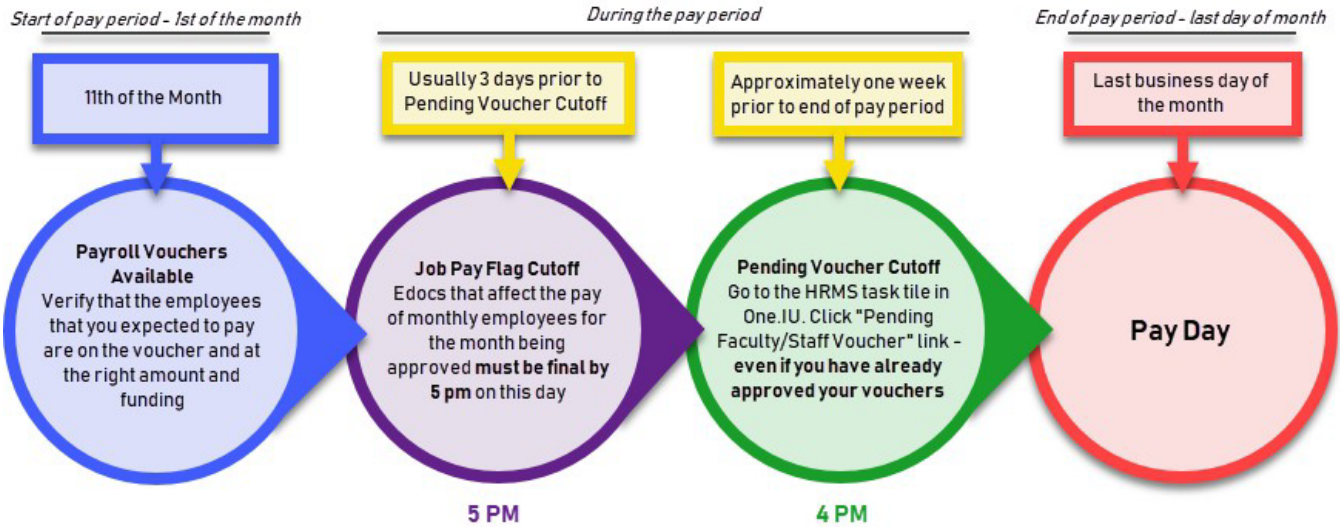 Start of pay period - 1st of the month
During the pay period
End of pay period - last day of month
11th of the Month
Usually 3 days prior to
Pending Voucher Cutoff
Approximately one week
prior to end of pay period
Last business day of
the month
Payroll Vouchers
Available
Verify that the employees
that you expected to pay
are on the voucher and at
the right amount and
funding
Job Pay Flag Cutoff
Edocs that affect the pay
of monthly employees for
the month being
approved must be final by
5 pm on this day
Pending Voucher Cutoff
Go to the HRMS task tile in
One.IU. Click "Pending
Faculty/Staff Voucher" link -
even if you have already
approved your vouchers
Pay Day
5 PM
4 PM